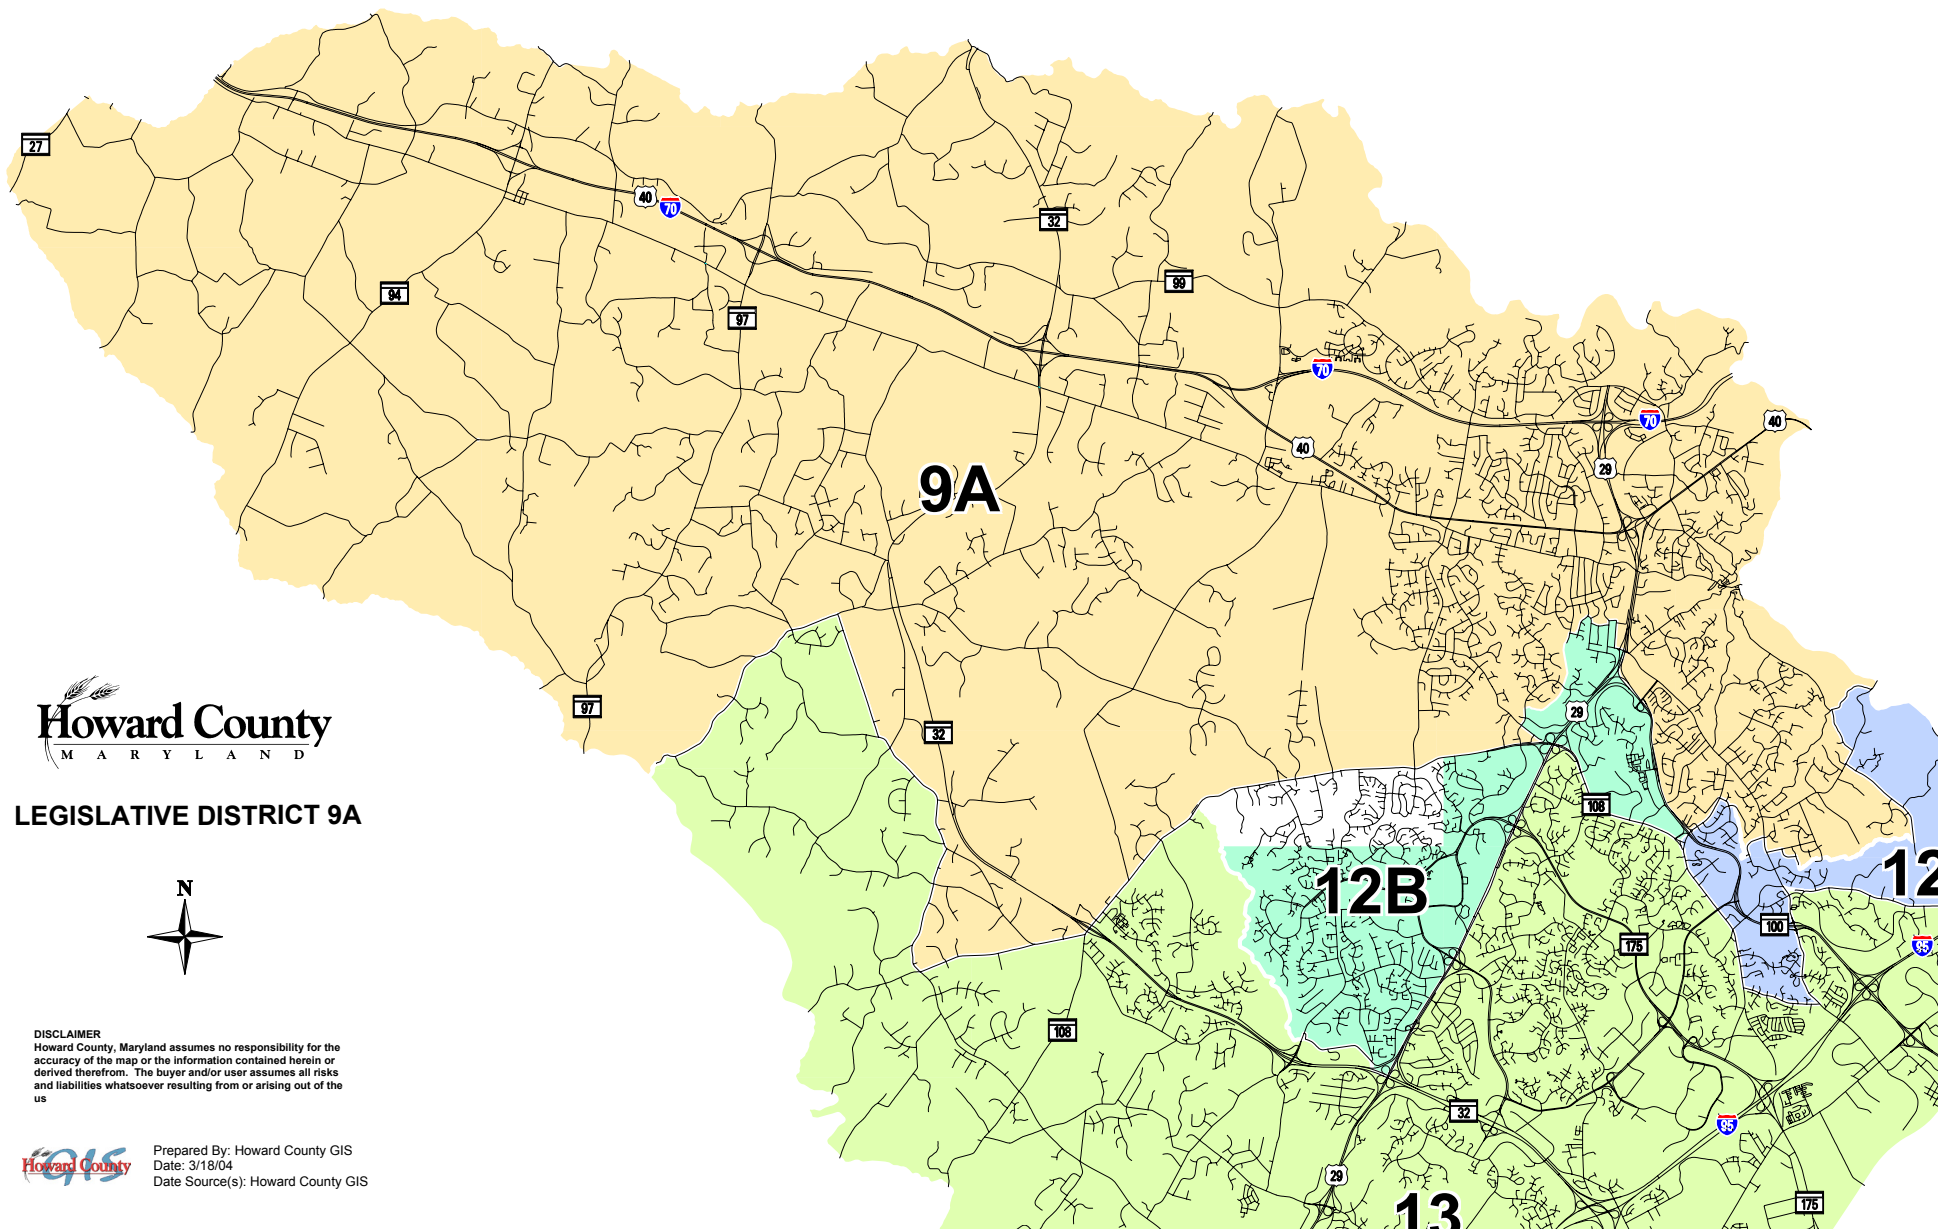 27
40
70
32
99
94
97
70
40
70
40
29
9A
97
32
29
108
12
12B
100
175
95
108
32
95
29
13
175
Howard County
MARYLAND
LEGISLATIVE DISTRICT 9A
N
DISCLAIMER
Howard County, Maryland assumes no responsibility for the
accuracy of the map or the information contained herein or
derived therefrom. The buyer and/or user assumes all risks
and liabilities whatsoever resulting from or arising out of the
us
Howard County
GIS
Prepared By: Howard County GIS
Date: 3/18/04
Date Source(s): Howard County GIS